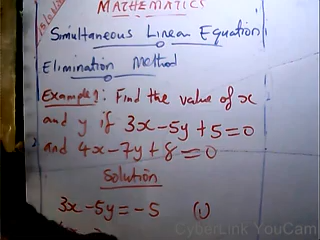 MATHEMATICS
Simultaneous Linear Equation
Elimination Method
Example 1: Find the value of x
and y if 3x-5y+5=0
and 4x-7y+8=0
Solution
3x-5y=-5 (1)
CyberLink YouCam